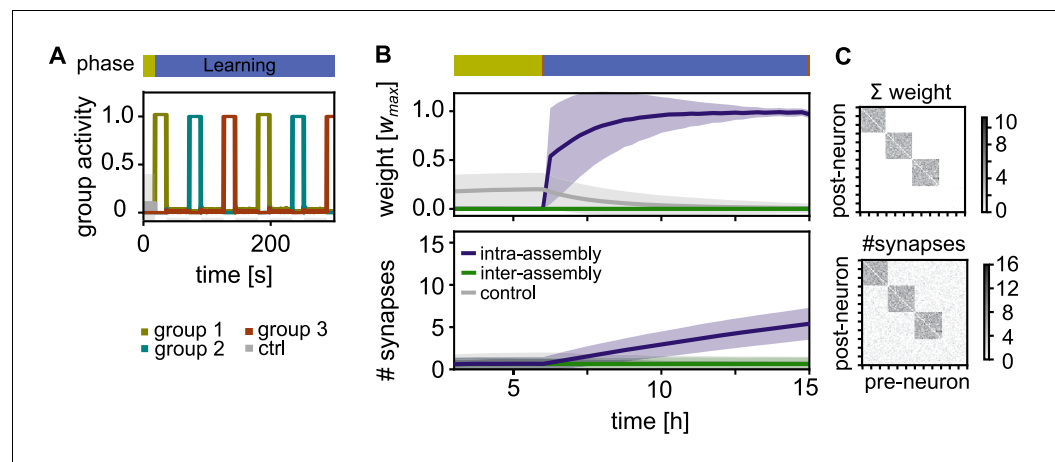 A
phase
Learning
group activity
1.0
0.5
0
0
200
time [s]
group 1
group 2
group 3
ctrl
B
weight [w_max]
1.0
0.5
0.0
# synapses
15
10
5
0
intra-assembly
inter-assembly
control
5
10
15
time [h]
C
Σ weight
post-neuron
10
8
4
0
#synapses
post-neuron
16
12
8
4
0
pre-neuron